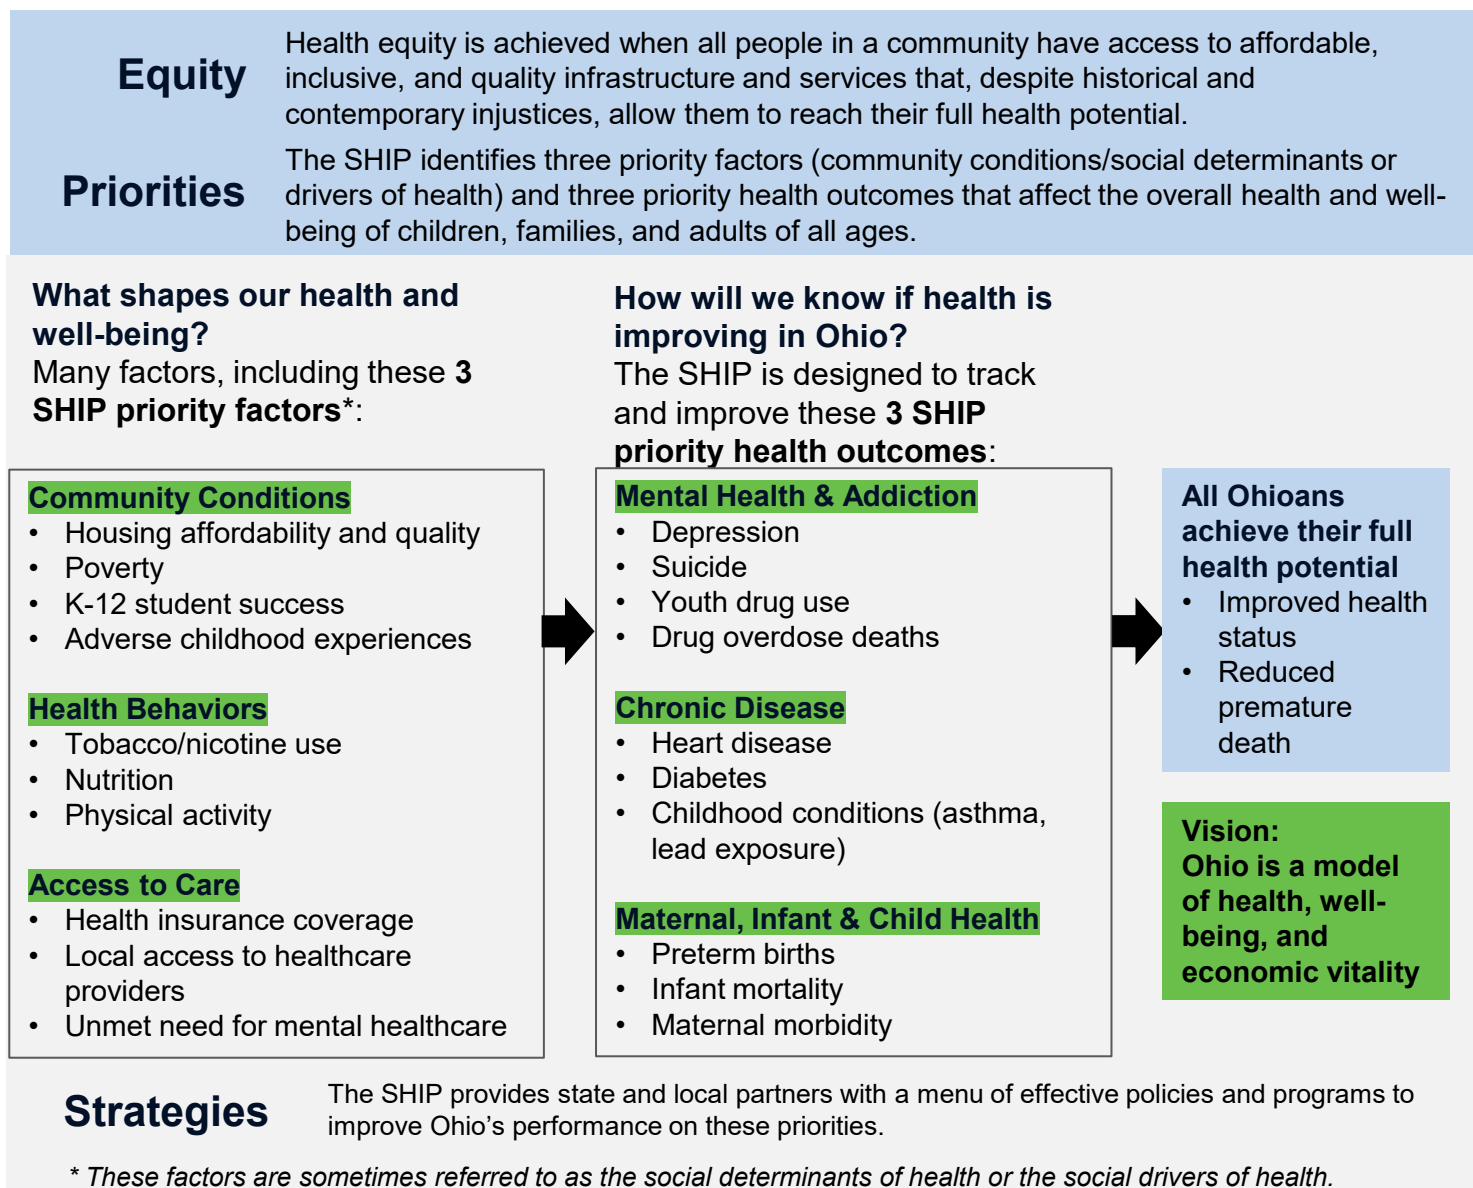 Equity
Health equity is achieved when all people in a community have access to affordable,
inclusive, and quality infrastructure and services that, despite historical and
contemporary injustices, allow them to reach their full health potential.
Priorities
The SHIP identifies three priority factors (community conditions/social determinants or
drivers of health) and three priority health outcomes that affect the overall health and well-
being of children, families, and adults of all ages.
What shapes our health and
well-being?
Many factors, including these 3
SHIP priority factors*:
Community Conditions
• Housing affordability and quality
• Poverty
• K-12 student success
• Adverse childhood experiences
Health Behaviors
• Tobacco/nicotine use
• Nutrition
• Physical activity
Access to Care
• Health insurance coverage
• Local access to healthcare
providers
• Unmet need for mental healthcare
How will we know if health is
improving in Ohio?
The SHIP is designed to track
and improve these 3 SHIP
priority health outcomes:
Mental Health & Addiction
• Depression
• Suicide
• Youth drug use
• Drug overdose deaths
Chronic Disease
• Heart disease
• Diabetes
• Childhood conditions (asthma,
lead exposure)
Maternal, Infant & Child Health
• Preterm births
• Infant mortality
• Maternal morbidity
All Ohioans
achieve their full
health potential
• Improved health
status
• Reduced
premature
death
Vision:
Ohio is a model
of health, well-
being, and
economic vitality
Strategies
The SHIP provides state and local partners with a menu of effective policies and programs to
improve Ohio’s performance on these priorities.
* These factors are sometimes referred to as the social determinants of health or the social drivers of health.